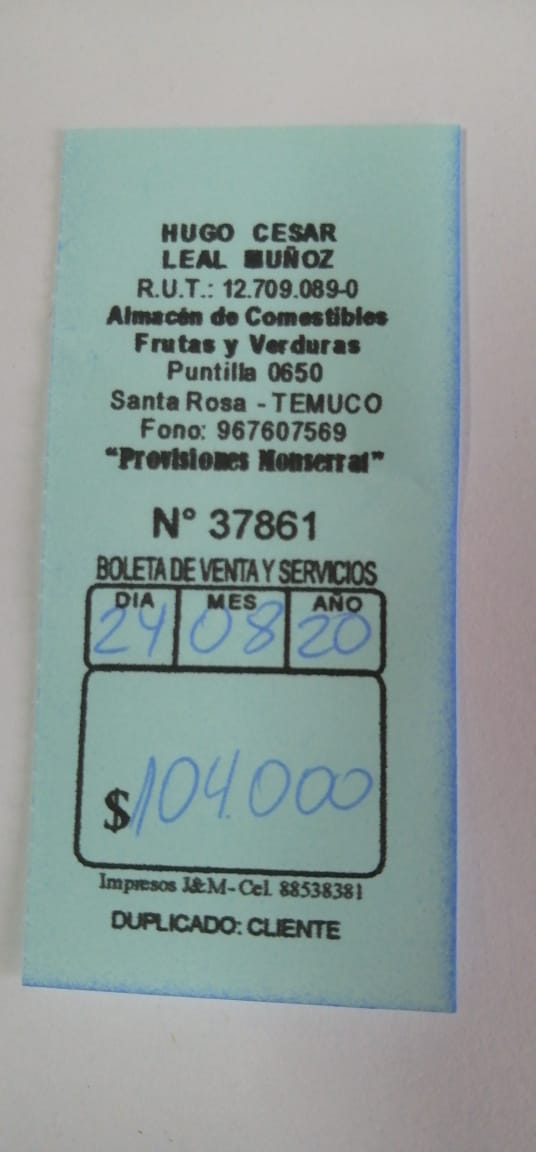 HUGO CESAR
LEAL MUÑOZ
R.U.T.: 12.709.089-0
Almacén de Comestibles
Frutas y Verduras
Puntilla 0650
Santa Rosa - TEMUCO
Fono: 967607569
"Provisiones Monserrat"
N° 37861
BOLETA DE VENTA Y SERVICIOS
DIA MES AÑO
24 08 20
$104.000
Impresos J&M - Cel. 88538381
DUPLICADO: CLIENTE